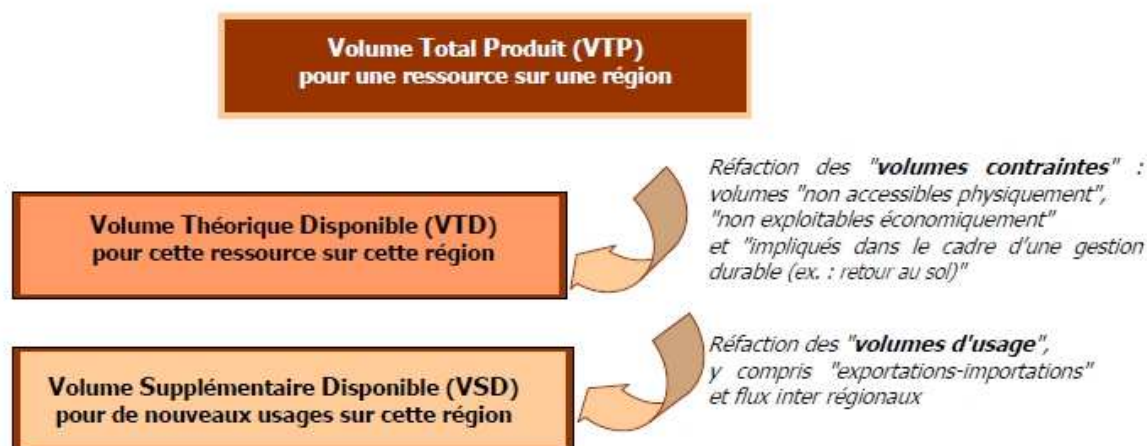 Volume Total Produit (VTP)
pour une ressource sur une région
Réfaction des "volumes contraintes" :
volumes "non accessibles physiquement",
"non exploitables économiquement"
et "impliqués dans le cadre d'une gestion
durable (ex. : retour au sol)"
Volume Théorique Disponible (VTD)
pour cette ressource sur cette région
Réfaction des "volumes d'usage",
y compris "exportations-importations"
et flux inter régionaux
Volume Supplémentaire Disponible (VSD)
pour de nouveaux usages sur cette région